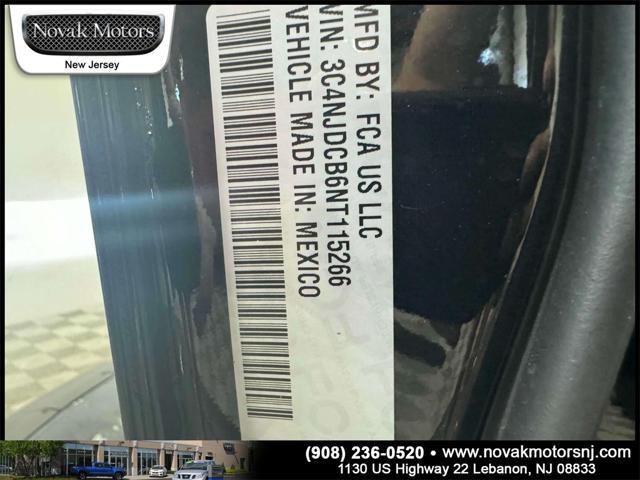 Novak Motors
New Jersey
MFD BY: FCA US LLC
VIN: 3C4NJDCB6NT115266
VEHICLE MADE IN: MEXICO
(908) 236-0520 • www.novakmotorsnj.com
1130 US Highway 22 Lebanon, NJ 08833